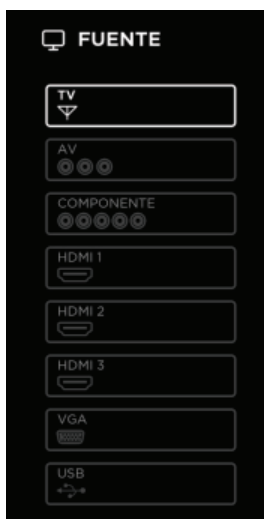 FUENTE
TV
AV
COMPONENTE
HDMI 1
HDMI 2
HDMI 3
VGA
USB